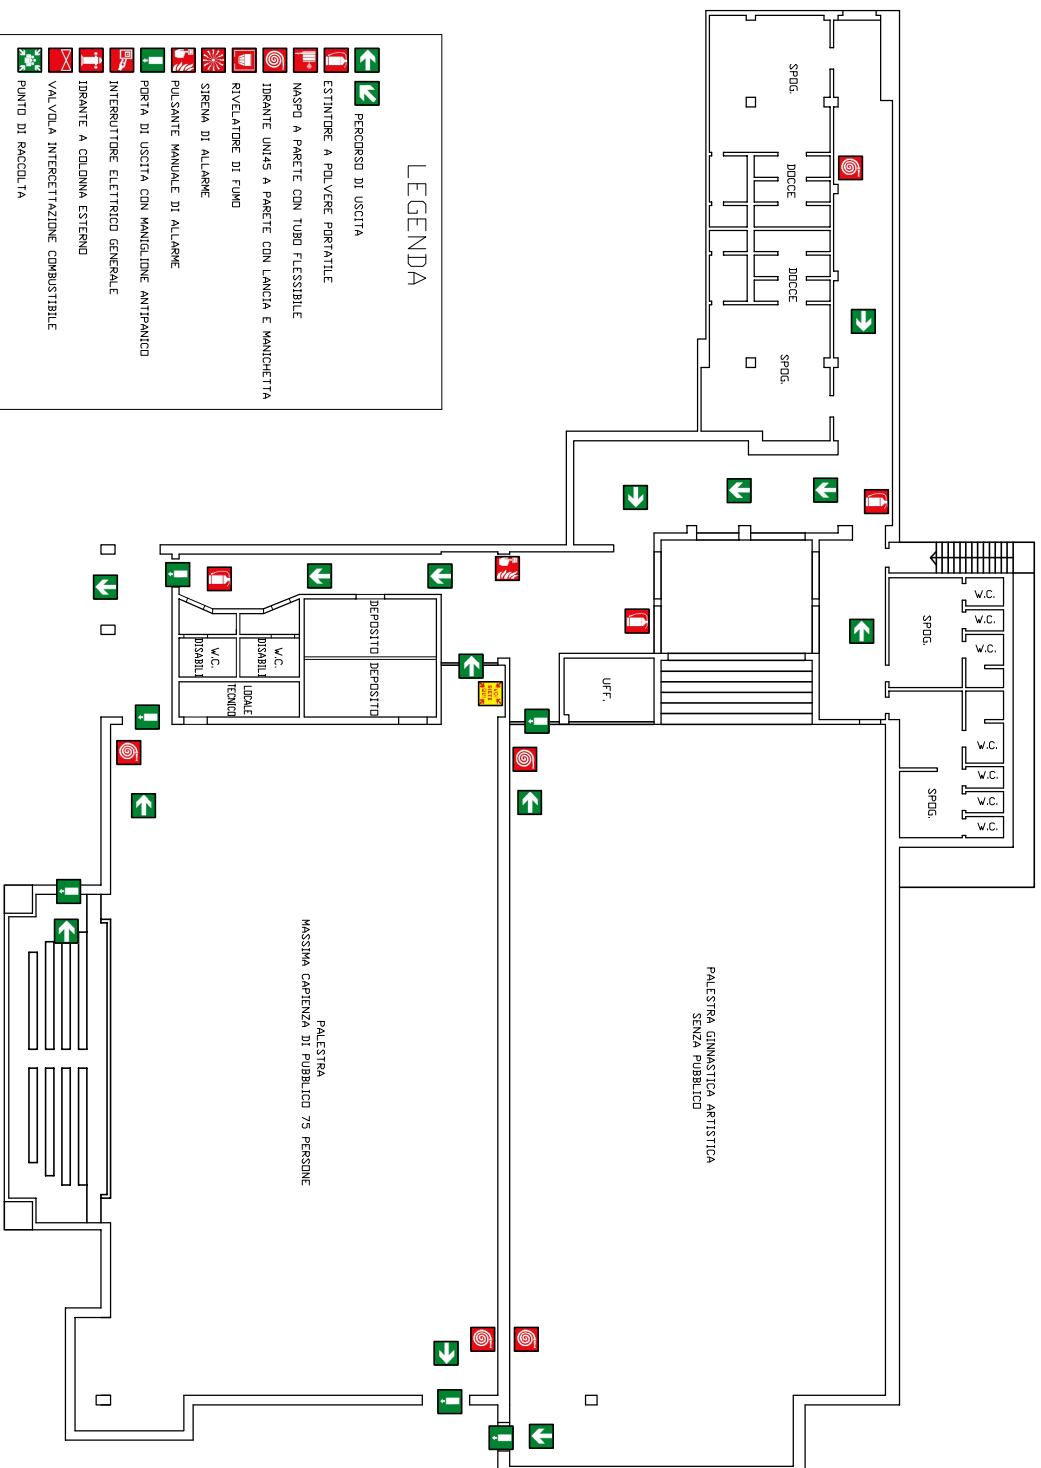 LEGENDA
PERCORSO DI USCITA
ESTINTORE A POLVERE PORTATILE
NASPO A PARETE CON TUBO FLESSIBILE
IDRANTE UNI45 A PARETE CON LANCIA E MANICHETTA
RIVELATORE DI FUMO
SIRENA DI ALLARME
PULSANTE MANUALE DI ALLARME
PORTA DI USCITA CON MANIGLIONE ANTIPANICO
INTERRUTTORE ELETTRICO GENERALE
IDRANTE A COLONNA ESTERNO
VALVOLA INTERCETTAZIONE COMBUSTIBILE
PUNTO DI RACCOLTA
SPOG.
DOCCE
DOCCE
SPOG.
W.C.
W.C.
W.C.
SPOG.
W.C.
W.C.
W.C.
W.C.
SPOG.
UFF.
DEPOSITO
DEPOSITO
W.C.
DISABILI
W.C.
DISABILI
LOCALE
TECNICO
VOI
SIETE
QUI
PALESTRA GINNASTICA ARTISTICA
SENZA PUBBLICO
PALESTRA
MASSIMA CAPIENZA DI PUBBLICO 75 PERSONE